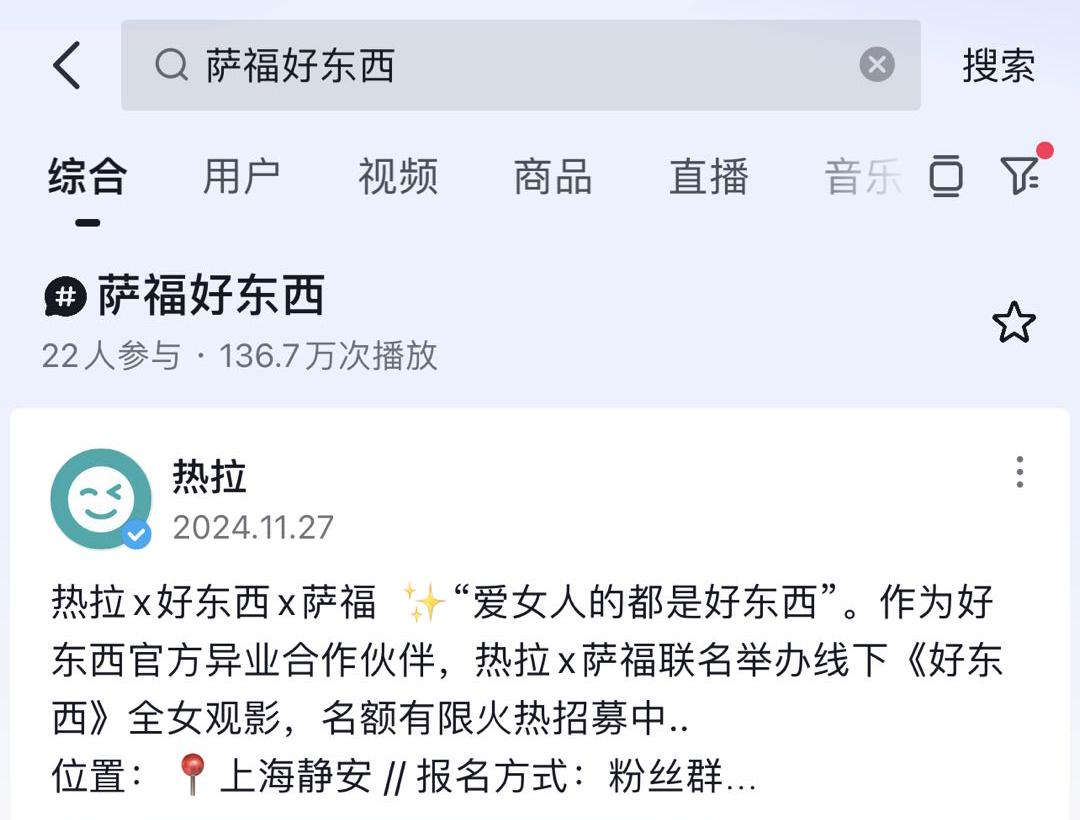 萨福好东西 搜索
综合 用户 视频 商品 直播 音乐
#萨福好东西
22人参与 · 136.7万次播放
热拉
2024.11.27
热拉x好东西x萨福 ✨“爱女人的都是好东西”。作为好
东西官方异业合作伙伴，热拉x萨福联名举办线下《好东
西》全女观影，名额有限火热招募中..
位置：📍上海静安 // 报名方式：粉丝群...